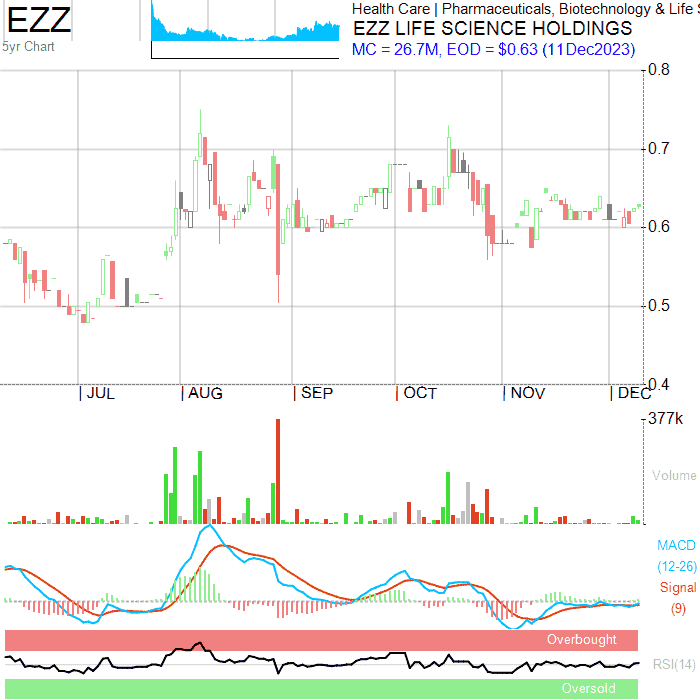 EZZ
5yr Chart
Health Care | Pharmaceuticals, Biotechnology & Life S
EZZ LIFE SCIENCE HOLDINGS
MC = 26.7M, EOD = $0.63 (11Dec2023)
0.8
0.7
0.6
0.5
0.4
| JUL | AUG | SEP | OCT | NOV | DEC
377k
Volume
MACD
(12-26)
Signal
(9)
Overbought
RSI(14)
Oversold